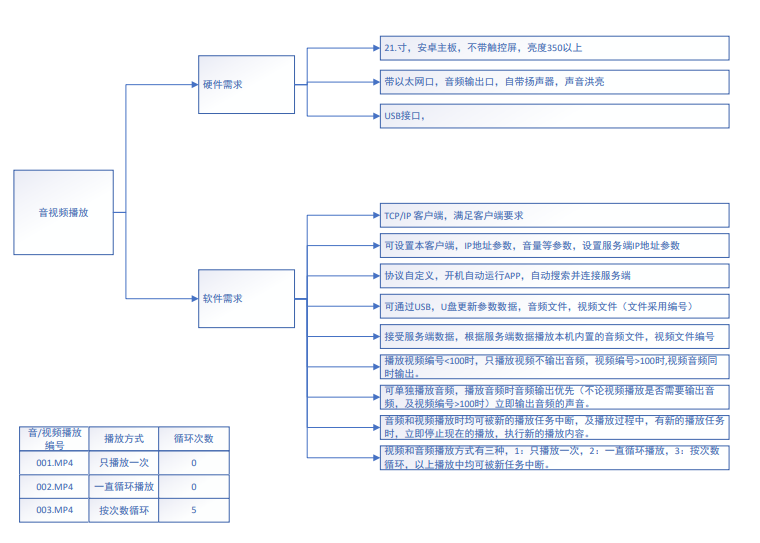 音视频播放
硬件需求
21.寸，安卓主板，不带触控屏，亮度350以上
带以太网口，音频输出口，自带扬声器，声音洪亮
USB接口，
软件需求
TCP/IP 客户端，满足客户端要求
可设置本客户端，IP地址参数，音量等参数，设置服务端IP地址参数
协议自定义，开机自动运行APP，自动搜索并连接服务端
可通过USB，U盘更新参数数据，音频文件，视频文件（文件采用编号）
接受服务端数据，根据服务端数据播放本机内置的音频文件，视频文件编号
播放视频编号<100时，只播放视频不输出音频，视频编号>100时,视频音频同
时输出。
可单独播放音频，播放音频时音频输出优先（不论视频播放是否需要输出音
频，及视频编号>100时）立即输出音频的声音。
音频和视频播放时均可被新的播放任务中断，及播放过程中，有新的播放任务
时，立即停止现在的播放，执行新的播放内容。
视频和音频播放方式有三种，1：只播放一次，2：一直循环播放，3：按次数
循环，以上播放中均可被新任务中断。
音/视频播放
编号
播放方式
循环次数
001.MP4 只播放一次 0
002.MP4 一直循环播放 0
003.MP4 按次数循环 5